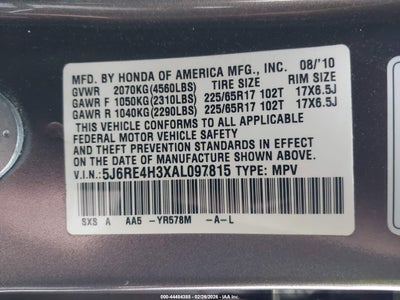 MFD. BY HONDA OF AMERICA MFG., INC. 08/'10
GVWR 2070KG(4560LBS) TIRE SIZE RIM SIZE
GAWR F 1050KG(2310LBS) 225/65R17 102T 17X6.5J
GAWR R 1040KG(2290LBS) 225/65R17 102T 17X6.5J
THIS VEHICLE CONFORMS TO ALL APPLICABLE
FEDERAL MOTOR VEHICLE SAFETY AND
THEFT PREVENTION STANDARDS IN EFFECT ON
THE DATE OF MANUFACTURE SHOWN ABOVE.
V.I.N.: 5J6RE4H3XAL097815 TYPE: MPV
SXS A AA5 -YR578M -A-L
000-44484385 - 02/26/2026 - IAA Inc.